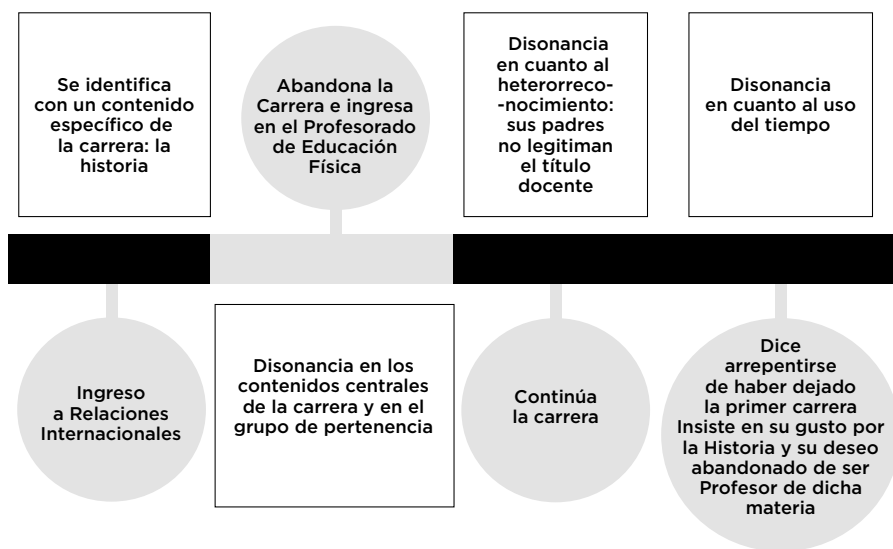 Se identifica
con un contenido
específico de
la carrera: la
historia
Abandona la
Carrera e ingresa
en el Profesorado
de Educación
Física
Disonancia
en cuanto al
heterorreco-
-nocimiento:
sus padres
no legitiman
el título
docente
Disonancia
en cuanto al uso
del tiempo
Ingreso
a Relaciones
Internacionales
Disonancia en los
contenidos centrales
de la carrera y en el
grupo de pertenencia
Continúa
la carrera
Dice
arrepentirse
de haber dejado
la primer carrera
Insiste en su gusto por
la Historia y su deseo
abandonado de ser
Profesor de dicha
materia